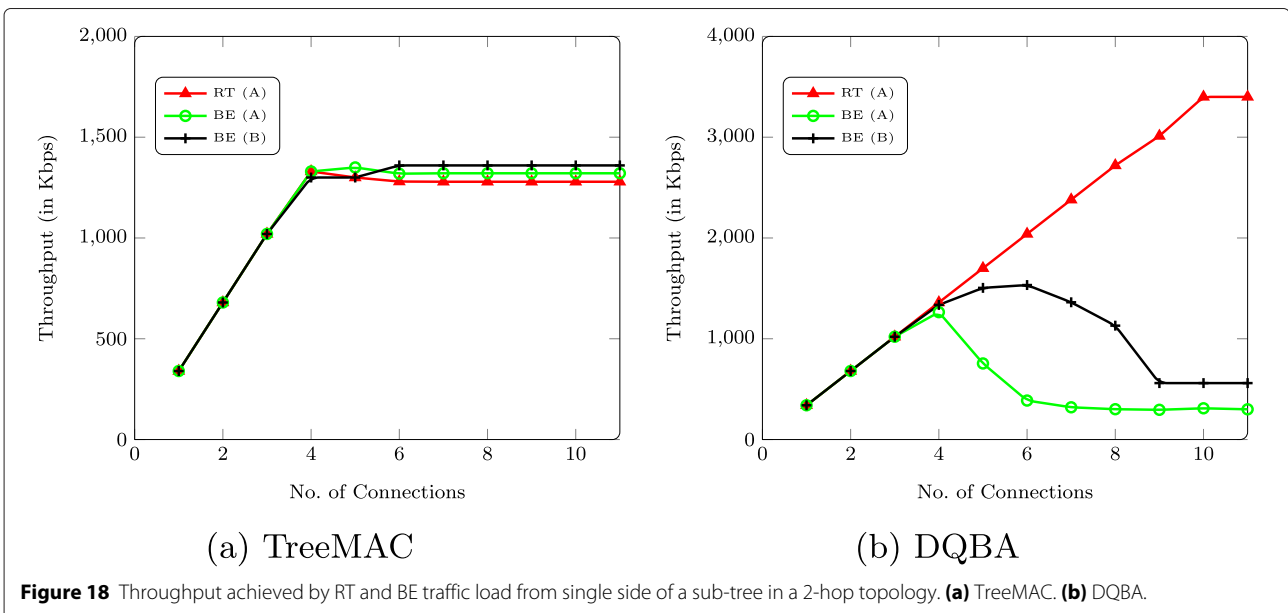 2,000
1,500
1,000
500
0
0 2 4 6 8 10
Throughput (in Kbps)
No. of Connections
RT (A)
BE (A)
BE (B)
(a) TreeMAC
4,000
3,000
2,000
1,000
0
0 2 4 6 8 10
Throughput (in Kbps)
No. of Connections
RT (A)
BE (A)
BE (B)
(b) DQBA
Figure 18 Throughput achieved by RT and BE traffic load from single side of a sub-tree in a 2-hop topology. (a) TreeMAC. (b) DQBA.